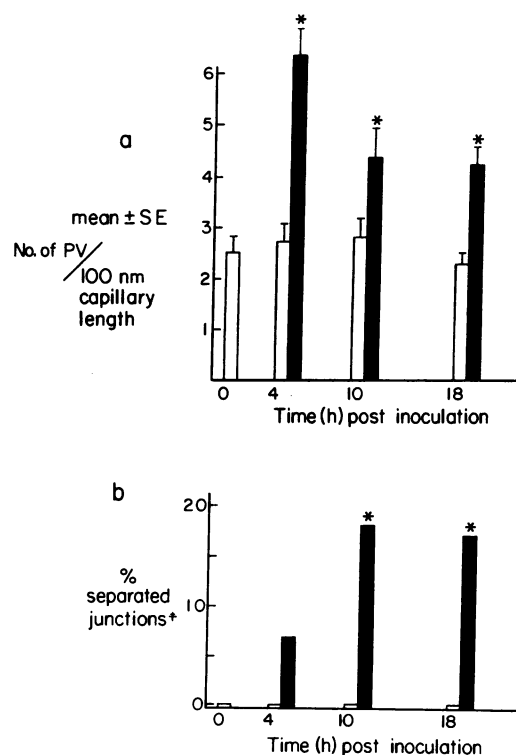 a
mean ± SE
No. of PV / 100 nm
capillary
length
6
5
4
3
2
1
* * *
0 4 10 18
Time (h) post inoculation
b
%
separated
junctions+
20
10
0
* *
0 4 10 18
Time (h) post inoculation